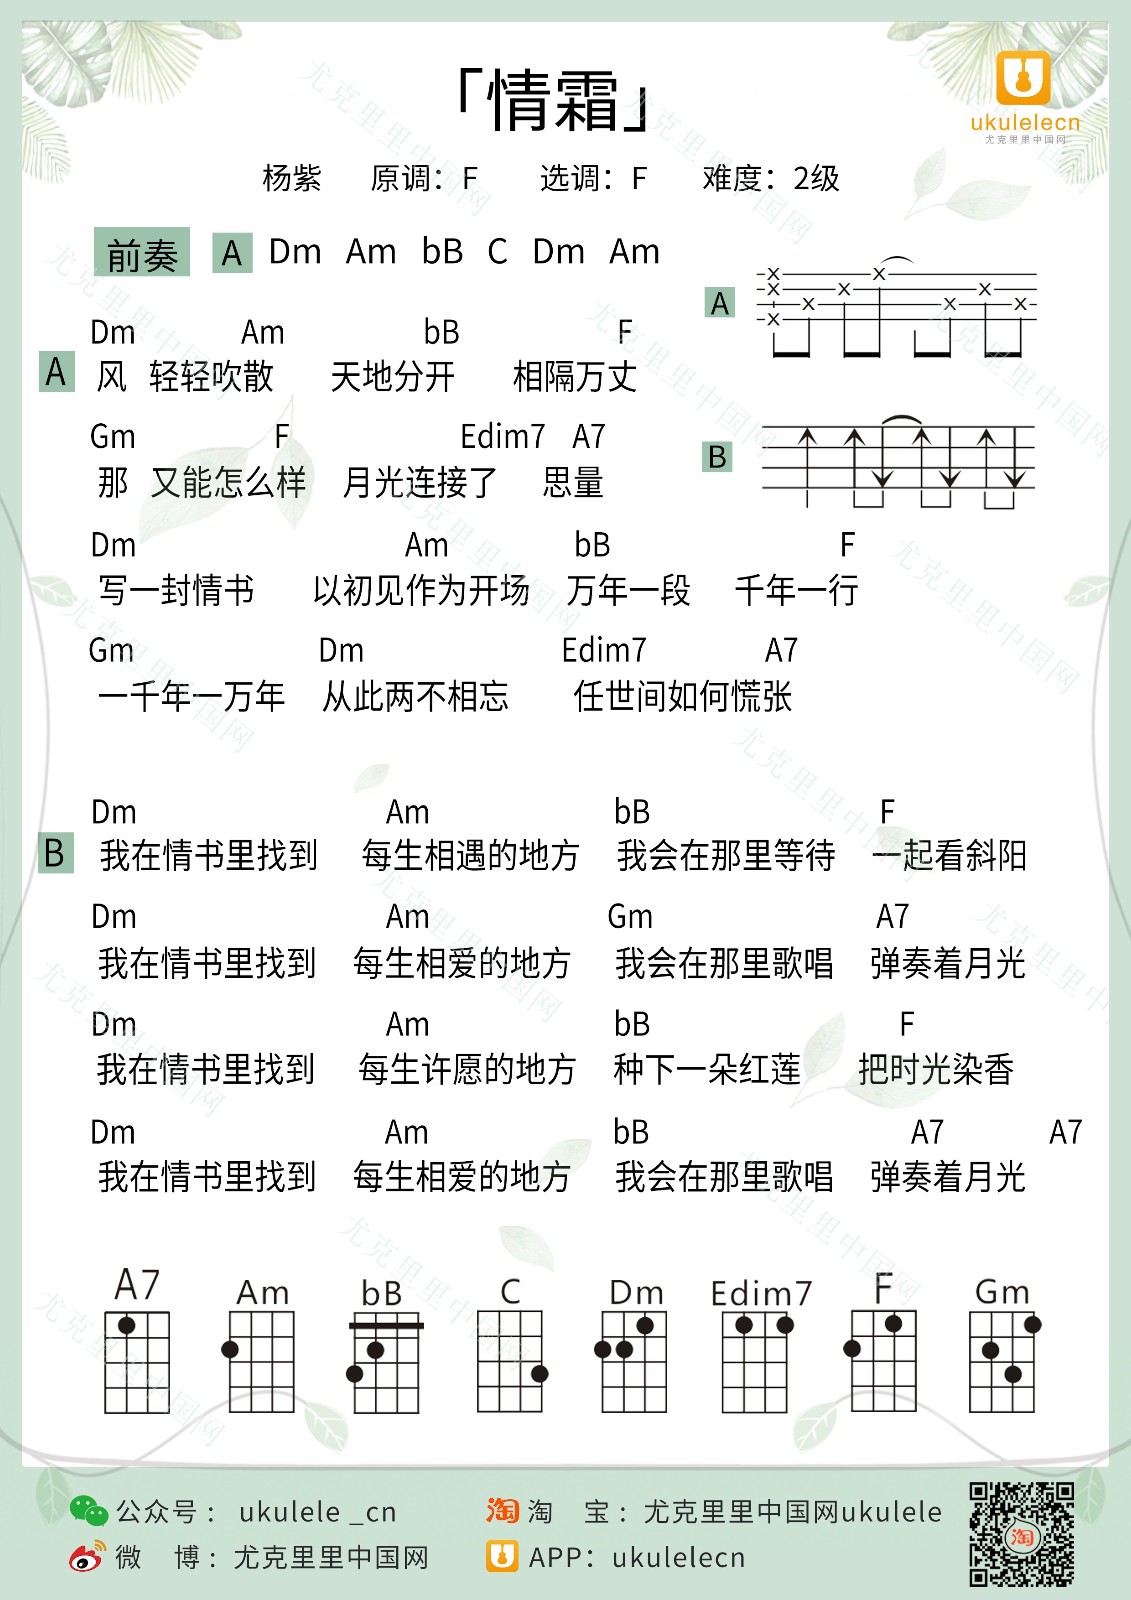 「情霜」
ukulelecn
尤克里里中国网
杨紫 原调：F 选调：F 难度：2级
前奏 A Dm Am bB C Dm Am
A
Dm Am bB F
A 风 轻轻吹散 天地分开 相隔万丈
Gm F Edim7 A7
B
那 又能怎么样 月光连接了 思量
Dm Am bB F
写一封情书 以初见作为开场 万年一段 千年一行
Gm Dm Edim7 A7
一千年一万年 从此两不相忘 任世间如何慌张
Dm Am bB F
B 我在情书里找到 每生相遇的地方 我会在那里等待 一起看斜阳
Dm Am Gm A7
我在情书里找到 每生相爱的地方 我会在那里歌唱 弹奏着月光
Dm Am bB F
我在情书里找到 每生许愿的地方 种下一朵红莲 把时光染香
Dm Am bB A7 A7
我在情书里找到 每生相爱的地方 我会在那里歌唱 弹奏着月光
A7 Am bB C Dm Edim7 F Gm
公众号： ukulele _cn 淘 淘 宝：尤克里里中国网ukulele
微 博：尤克里里中国网 APP：ukulelecn
淘